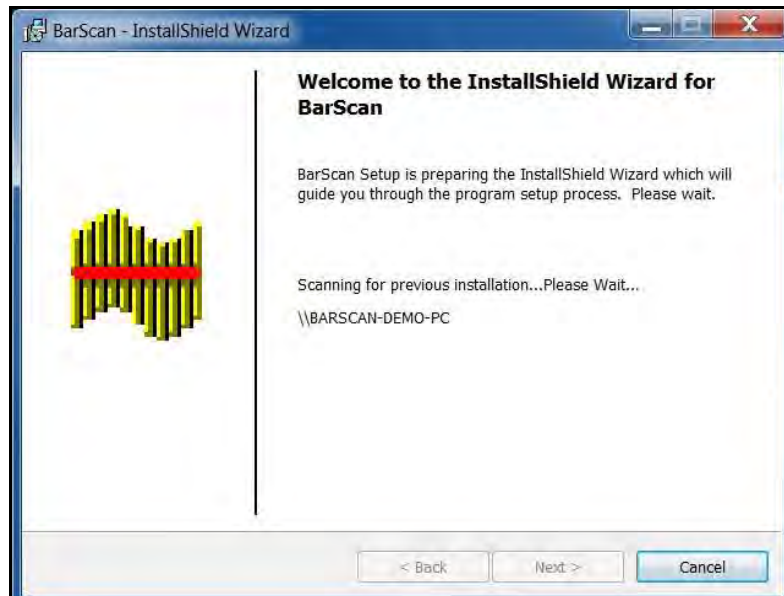 BarScan - InstallShield Wizard
Welcome to the InstallShield Wizard for
BarScan
BarScan Setup is preparing the InstallShield Wizard which will
guide you through the program setup process.  Please wait.
Scanning for previous installation...Please Wait...
\\BARSCAN-DEMO-PC
< Back
Next >
Cancel